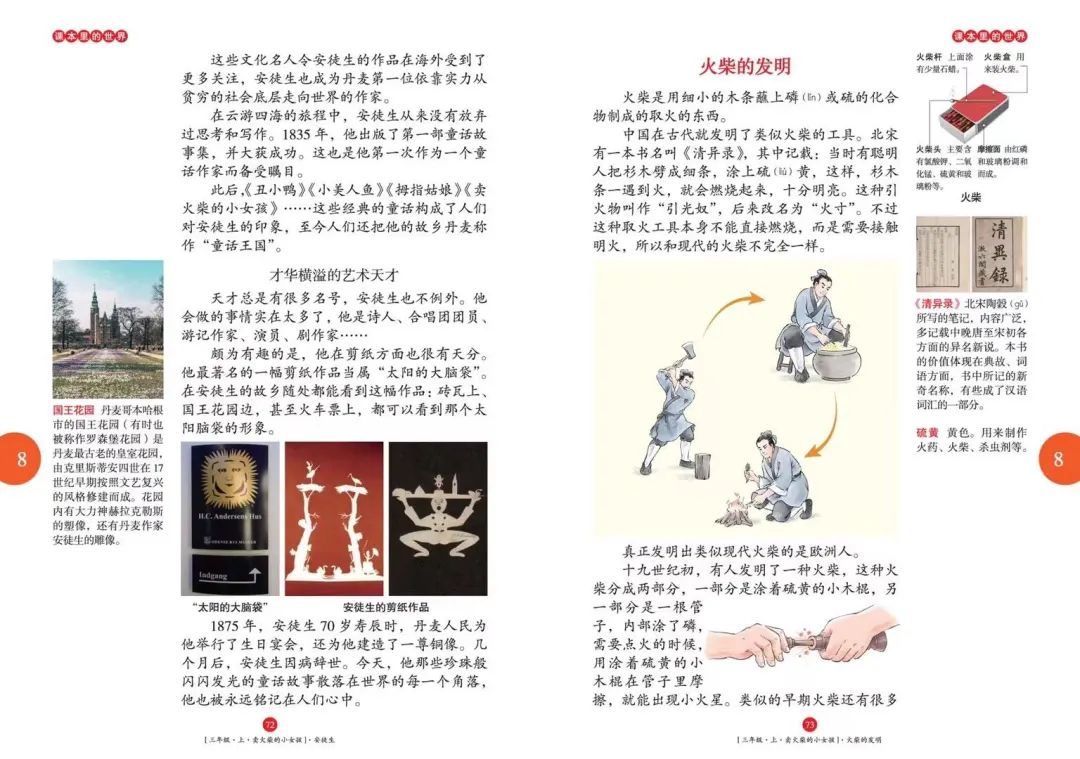 课本里的世界
这些文化名人令安徒生的作品在海外受到了
更多关注，安徒生也成为丹麦第一位依靠实力从
贫穷的社会底层走向世界的作家。
在云游四海的旅程中，安徒生从来没有放弃
过思考和写作。1835 年，他出版了第一部童话故
事集，并大获成功。这也是他第一次作为一个童
话作家而备受瞩目。
此后，《丑小鸭》《小美人鱼》《拇指姑娘》《卖
火柴的小女孩》……这些经典的童话构成了人们
对安徒生的印象，至今人们还把他的故乡丹麦称
作“童话王国”。
才华横溢的艺术天才
天才总是有很多名号，安徒生也不例外。他
会做的事情实在太多了，他是诗人、合唱团团员、
游记作家、演员、剧作家……
颇为有趣的是，他在剪纸方面也很有天分。
他最著名的一幅剪纸作品当属“太阳的大脑袋”。
在安徒生的故乡随处都能看到这幅作品：砖瓦上、
国王花园边，甚至火车票上，都可以看到那个太
阳脑袋的形象。
国王花园 丹麦哥本哈根
市的国王花园（有时也
被称作罗森堡花园）是
丹麦最古老的皇室花园，
由克里斯蒂安四世在 17
世纪早期按照文艺复兴
的风格修建而成。花园
内有大力神赫拉克勒斯
的塑像，还有丹麦作家
安徒生的雕像。
8
H.C. Andersens Hus
ODENSE BYS MUSEER
Indgang
“太阳的大脑袋”
安徒生的剪纸作品
1875 年，安徒生 70 岁寿辰时，丹麦人民为
他举行了生日宴会，还为他建造了一尊铜像。几
个月后，安徒生因病辞世。今天，他那些珍珠般
闪闪发光的童话故事散落在世界的每一个角落，
他也被永远铭记在人们心中。
72
[三年级·上·卖火柴的小女孩]·安徒生
课本里的世界
火柴的发明
火柴是用细小的木条蘸上磷（lín）或硫的化合
物制成的取火的东西。
中国在古代就发明了类似火柴的工具。北宋
有一本书名叫《清异录》，其中记载：当时有聪明
人把杉木劈成细条，涂上硫（liú）黄，这样，杉木
条一遇到火，就会燃烧起来，十分明亮。这种引
火物叫作“引光奴”，后来改名为“火寸”。不过
这种取火工具本身不能直接燃烧，而是需要接触
明火，所以和现代的火柴不完全一样。
真正发明出类似现代火柴的是欧洲人。
十九世纪初，有人发明了一种火柴，这种火
柴分成两部分，一部分是涂着硫黄的小木棍，另
一部分是一根管
子，内部涂了磷，
需要点火的时候，
用涂着硫黄的小
木棍在管子里摩
擦，就能出现小火星。类似的早期火柴还有很多
火柴杆 上面涂
有少量石蜡。
火柴盒 用
来装火柴。
火柴头 主要含
有氯酸钾、二氧
化锰、硫黄和玻
璃粉等。
摩擦面 由红磷
和玻璃粉调和
而成。
火柴
清異録
《清异录》北宋陶毂（gǔ）
所写的笔记，内容广泛，
多记载中晚唐至宋初各
方面的异名新说。本书
的价值体现在典故、词
语方面，书中所记的新
奇名称，有些成了汉语
词汇的一部分。
硫黄 黄色。用来制作
火药、火柴、杀虫剂等。
8
73
[三年级·上·卖火柴的小女孩]·火柴的发明